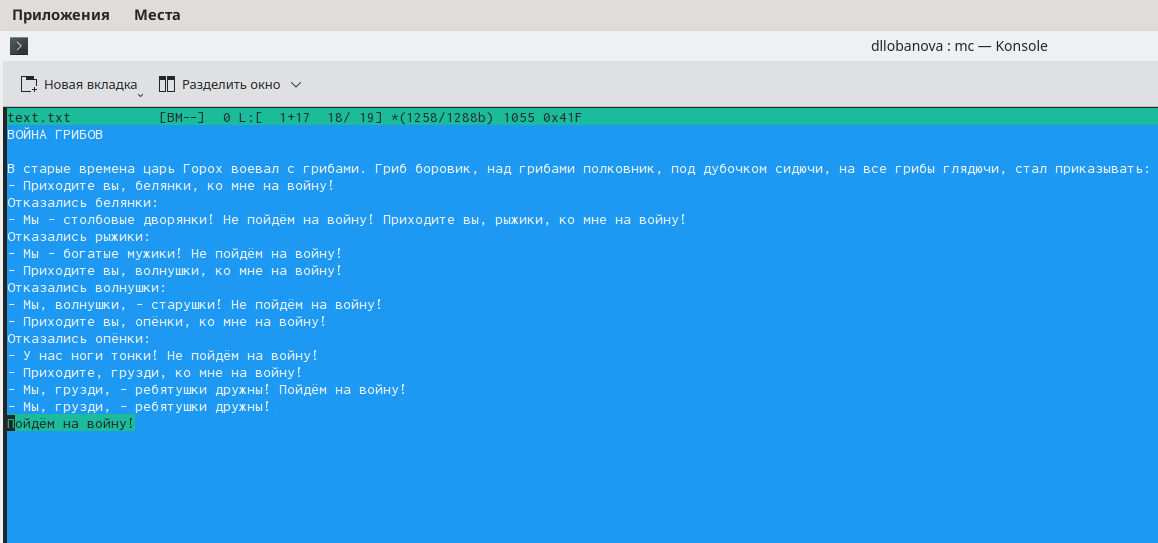 Приложения Места
dllobanova : mc — Konsole
Новая вкладка Разделить окно
text.txt [BM--] 0 L:[ 1+17 18/ 19] *(1258/1288b) 1055 0x41F
ВОЙНА ГРИБОВ
В старые времена царь Горох воевал с грибами. Гриб боровик, над грибами полковник, под дубочком сидючи, на все грибы глядючи, стал приказывать:
- Приходите вы, белянки, ко мне на войну!
Отказались белянки:
- Мы - столбовые дворянки! Не пойдём на войну! Приходите вы, рыжики, ко мне на войну!
Отказались рыжики:
- Мы - богатые мужики! Не пойдём на войну!
- Приходите вы, волнушки, ко мне на войну!
Отказались волнушки:
- Мы, волнушки, - старушки! Не пойдём на войну!
- Приходите вы, опёнки, ко мне на войну!
Отказались опёнки:
- У нас ноги тонки! Не пойдём на войну!
- Приходите, грузди, ко мне на войну!
- Мы, грузди, - ребятушки дружны! Пойдём на войну!
- Мы, грузди, - ребятушки дружны!
Пойдём на войну!